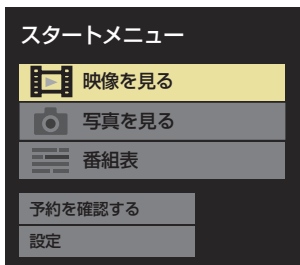 スタートメニュー
映像を見る
写真を見る
番組表
予約を確認する
設定